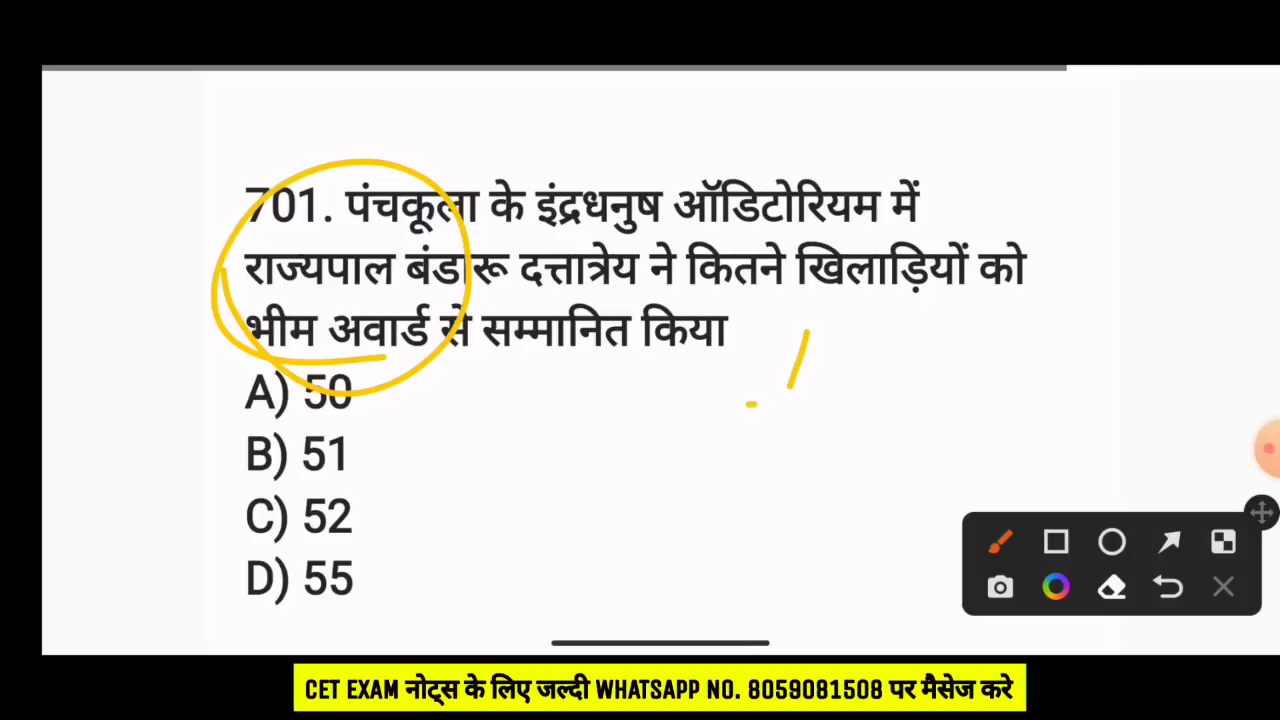 701. पंचकूला के इंद्रधनुष ऑडिटोरियम में
राज्यपाल बंडारू दत्तात्रेय ने कितने खिलाड़ियों को
भीम अवार्ड से सम्मानित किया
A) 50
B) 51
C) 52
D) 55
CET EXAM नोट्स के लिए जल्दी WHATSAPP NO. 8059081508 पर मैसेज करे